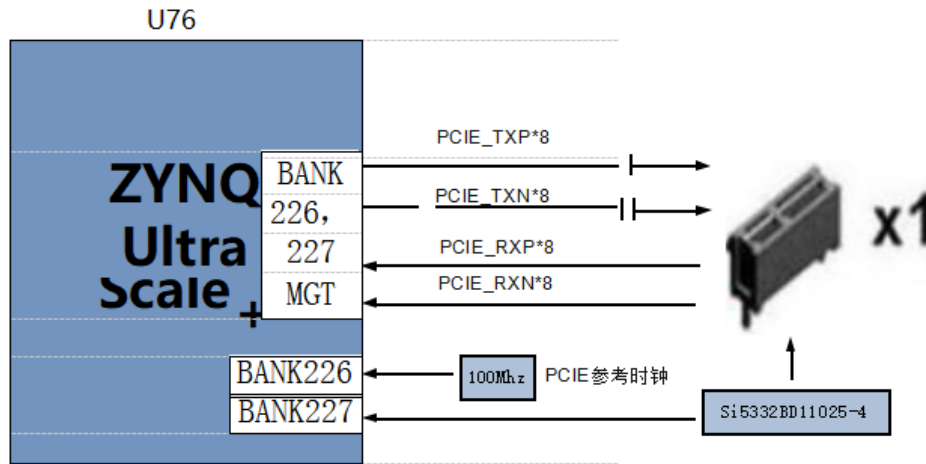 U76
PCIE_TXP*8
ZYNQ
Ultra
Scale
+
BANK
226,
227
MGT
PCIE_TXN*8
PCIE_RXP*8
PCIE_RXN*8
x1
BANK226
100Mhz
PCIE参考时钟
BANK227
Si5332BD11025-4